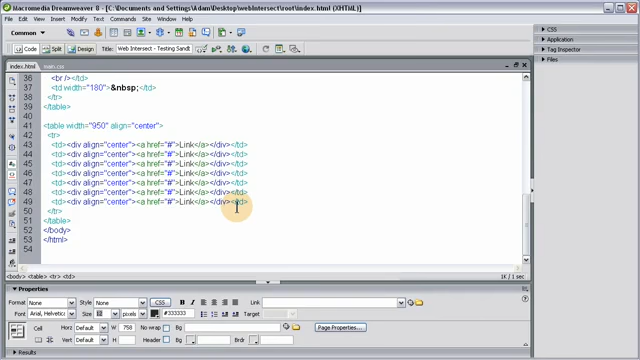 Macromedia Dreamweaver 8 - [C:\Documents and Settings\Adam\Desktop\webIntersect\root\index.html (XHTML)]
File Edit View Insert Modify Text Commands Site Window Help
Common
Code Split Design Title: Web Intersect - Testing Sandb
index.html main.css
36 <br /></td>
37 <td width="180">&nbsp;</td>
38 </tr>
39 </table>
40
41 <table width="950" align="center">
42 <tr>
43 <td><div align="center"><a href="#">Link</a></div></td>
44 <td><div align="center"><a href="#">Link</a></div></td>
45 <td><div align="center"><a href="#">Link</a></div></td>
46 <td><div align="center"><a href="#">Link</a></div></td>
47 <td><div align="center"><a href="#">Link</a></div></td>
48 <td><div align="center"><a href="#">Link</a></div></td>
49 <td><div align="center"><a href="#">Link</a></div></td>
50 </tr>
51 </table>
52 </body>
53 </html>
54
CSS
Application
Tag Inspector
Files
<body> <table> <tr> <td> 1K / 1 sec
Properties
Format None Style None CSS B I Link
Font Arial, Helvetica 12 pixels #333333 Target
Cell Horz Default W 758 No wrap Bg Page Properties...
Vert Default H Header Bg Brdr
Results